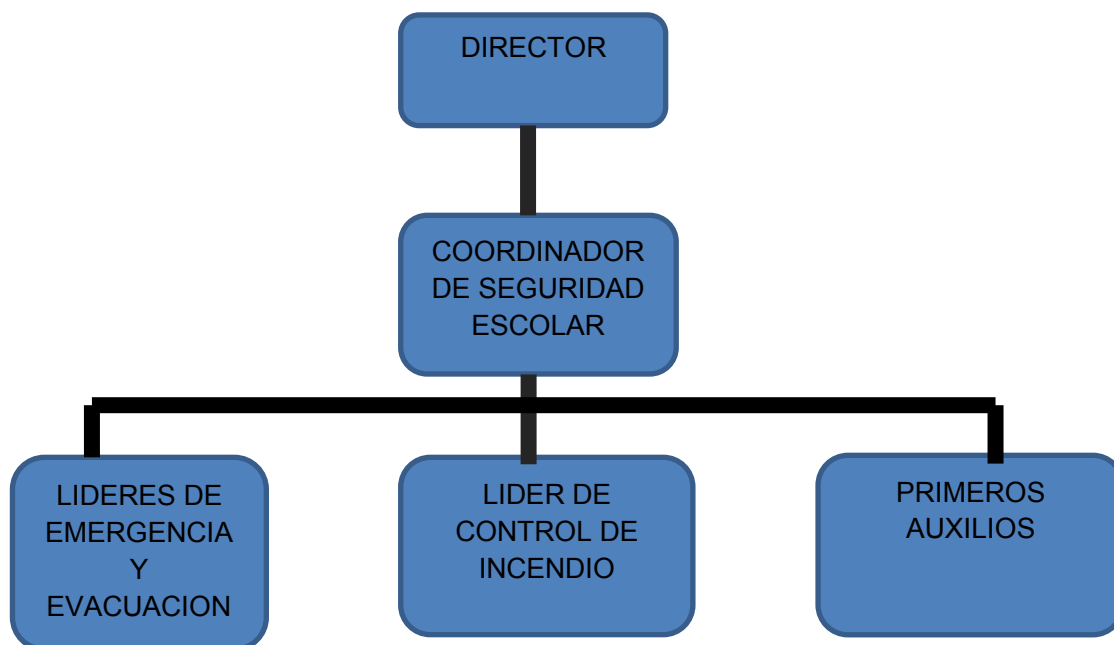 DIRECTOR
COORDINADOR
DE SEGURIDAD
ESCOLAR
LIDERES DE
EMERGENCIA
Y
EVACUACION
LIDER DE
CONTROL DE
INCENDIO
PRIMEROS
AUXILIOS